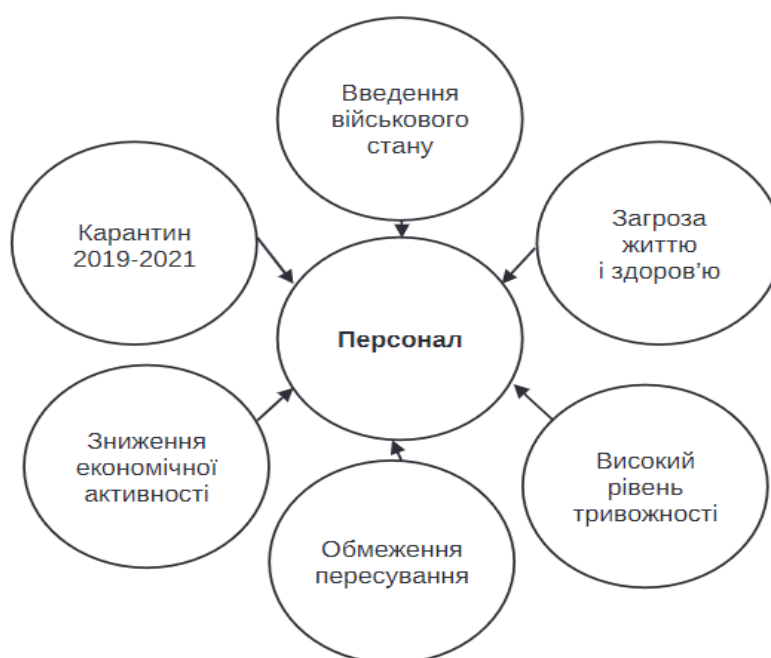 Введення
військового
стану
Карантин
2019-2021
Загроза
життю
і здоров’ю
Персонал
Зниження
економічної
активності
Високий
рівень
тривожності
Обмеження
пересування